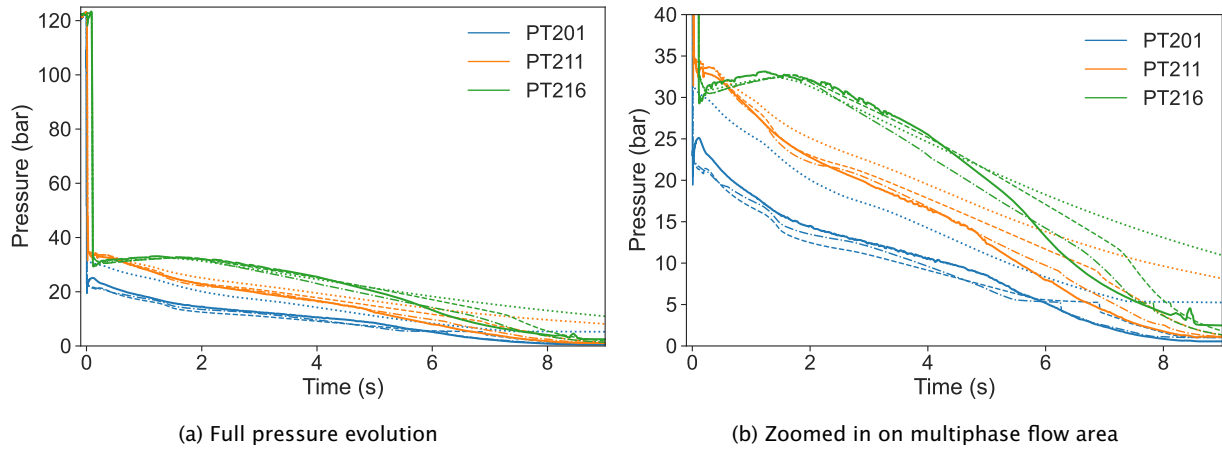 120
100
80
60
40
20
0
Pressure (bar)
0
2
4
6
8
Time (s)
PT201
PT211
PT216
(a) Full pressure evolution
40
35
30
25
20
15
10
5
0
Pressure (bar)
0
2
4
6
8
Time (s)
PT201
PT211
PT216
(b) Zoomed in on multiphase flow area